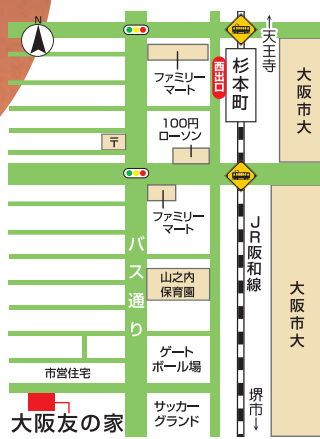 N
↑天王寺
ファミリー
マート
西出口
杉本町
大阪市大
100円
ローソン
〒
ファミリー
マート
バス通り
JR阪和線
山之内
保育園
大阪市大
ゲート
ボール場
市営住宅
堺市↓
大阪友の家
サッカー
グランド